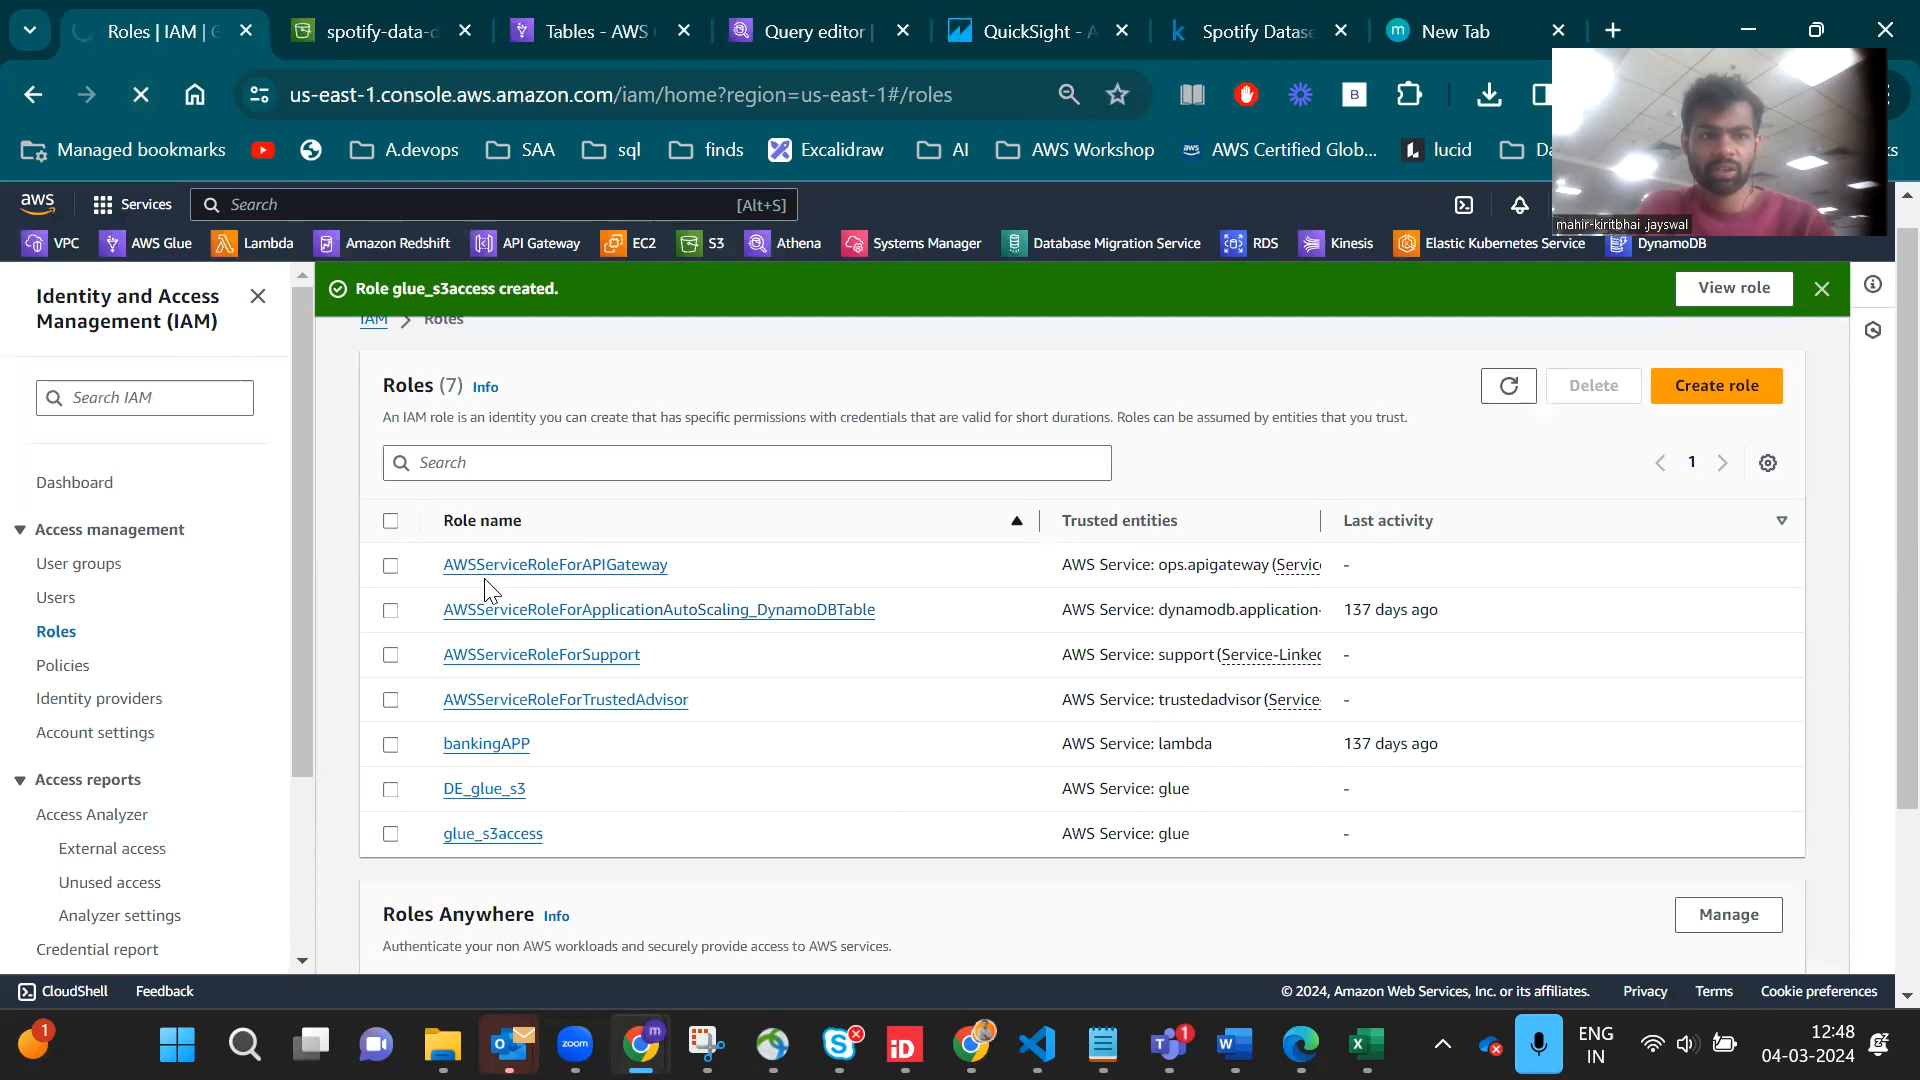 Roles | IAM | G
spotify-data-d
Tables - AWS
Query editor |
QuickSight - A
Spotify Datase
New Tab
us-east-1.console.aws.amazon.com/iam/home?region=us-east-1#/roles
Managed bookmarks
A.devops
SAA
sql
finds
Excalidraw
AI
AWS Workshop
AWS Certified Glob...
lucid
aws
Services
Search
[Alt+S]
mahir-kiritbhai .jayswal
VPC
AWS Glue
Lambda
Amazon Redshift
API Gateway
EC2
S3
Athena
Systems Manager
Database Migration Service
RDS
Kinesis
Elastic Kubernetes Service
DynamoDB
Identity and Access
Management (IAM)
Search IAM
Dashboard
Access management
User groups
Users
Roles
Policies
Identity providers
Account settings
Access reports
Access Analyzer
External access
Unused access
Analyzer settings
Credential report
Role glue_s3access created.
View role
IAM > Roles
Roles (7) Info
Delete
Create role
An IAM role is an identity you can create that has specific permissions with credentials that are valid for short durations. Roles can be assumed by entities that you trust.
Search
1
Role name
Trusted entities
Last activity
AWSServiceRoleForAPIGateway
AWS Service: ops.apigateway (Servic
-
AWSServiceRoleForApplicationAutoScaling_DynamoDBTable
AWS Service: dynamodb.application-
137 days ago
AWSServiceRoleForSupport
AWS Service: support (Service-Linked
-
AWSServiceRoleForTrustedAdvisor
AWS Service: trustedadvisor (Service-
-
bankingAPP
AWS Service: lambda
137 days ago
DE_glue_s3
AWS Service: glue
-
glue_s3access
AWS Service: glue
-
Roles Anywhere Info
Manage
Authenticate your non AWS workloads and securely provide access to AWS services.
CloudShell
Feedback
© 2024, Amazon Web Services, Inc. or its affiliates.
Privacy
Terms
Cookie preferences
1
zoom
iD
1
ENG
IN
12:48
04-03-2024